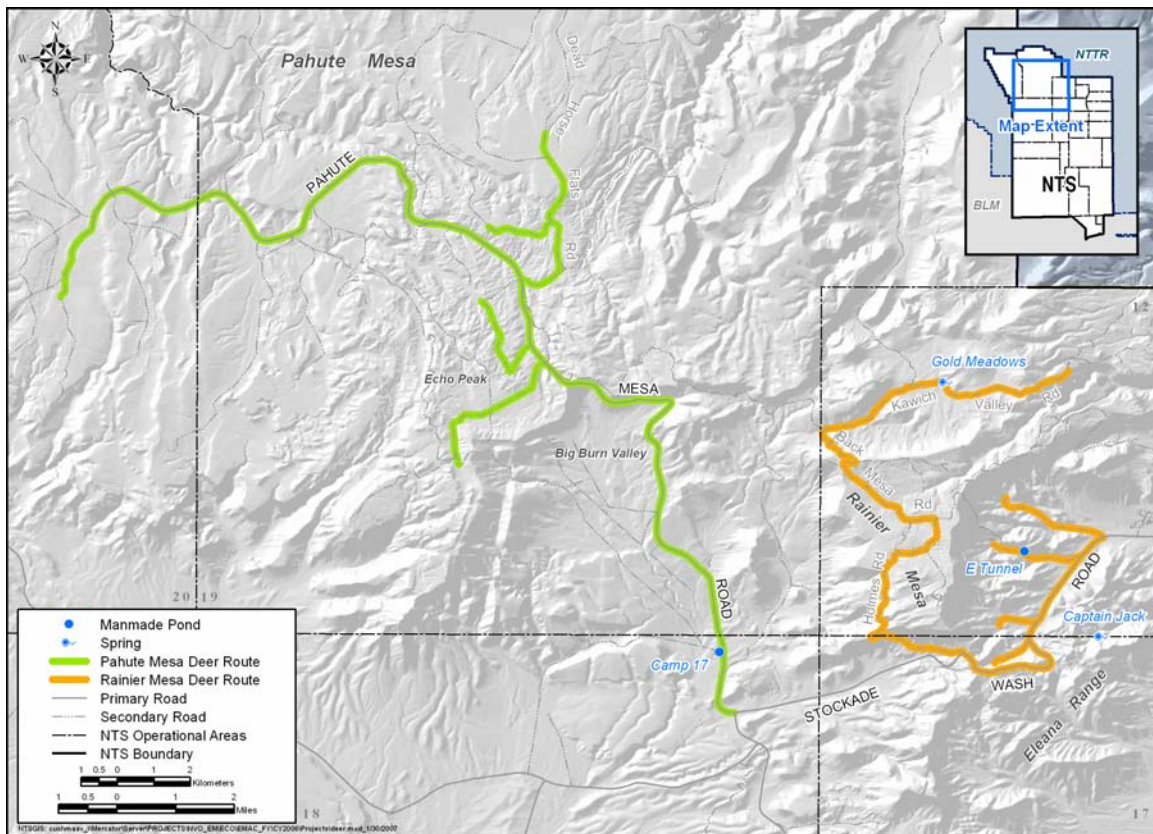 N
W E
S
Pahute Mesa
Dead
Horse
Flats
Rd
NTTR
Map Extent
NTS
BLM
PAHUTE
12
Gold Meadows
Kawich
Valley
Rd
Echo Peak
MESA
Big Burn Valley
Back
Mesa
Rd
Rainier
Mesa
Holmes Rd
E Tunnel
ROAD
Captain Jack
20 19
ROAD
Camp 17
STOCKADE
WASH
Eleana Range
Manmade Pond
Spring
Pahute Mesa Deer Route
Rainier Mesa Deer Route
Primary Road
Secondary Road
NTS Operational Areas
NTS Boundary
1 0.5 0 1 2
Kilometers
1 0.5 0 1 2
Miles
18
17